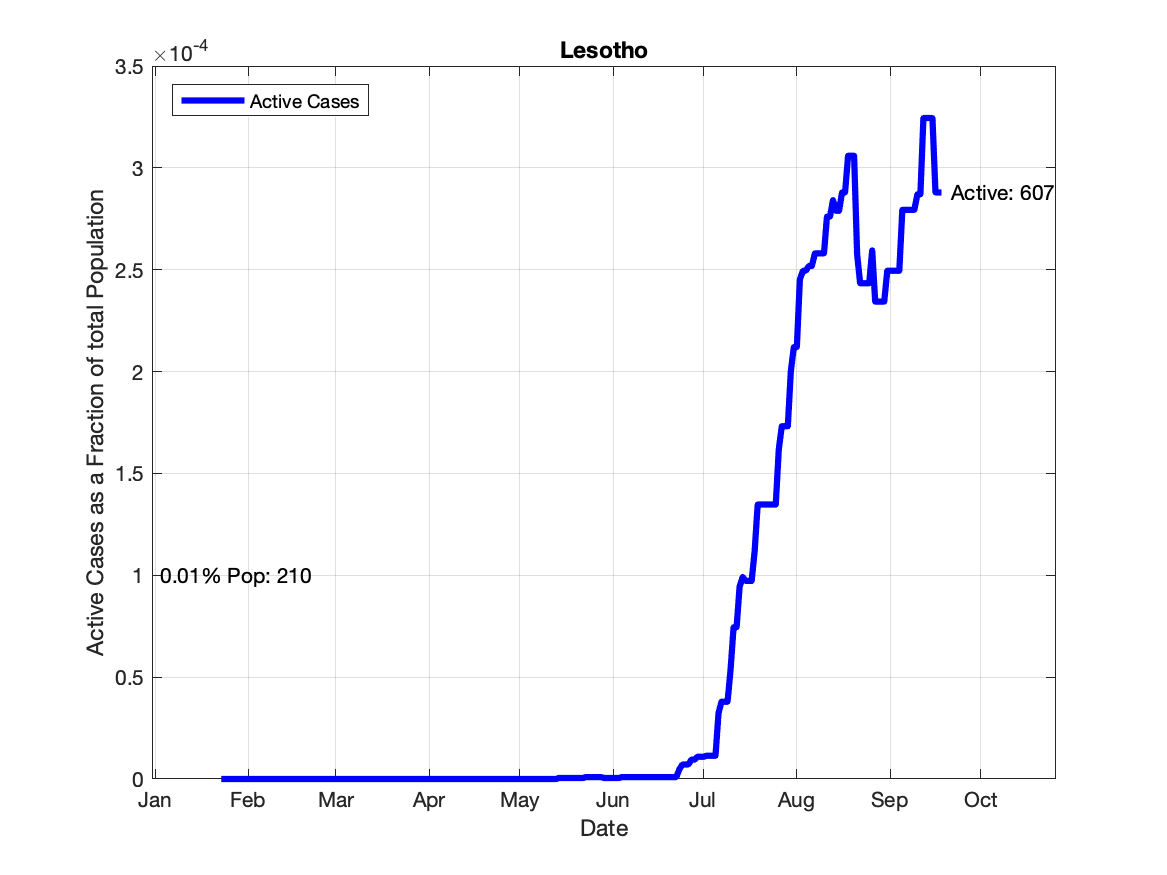 Lesotho
×10^-4
3.5
3
2.5
2
1.5
1
0.5
0
Active Cases
Active: 607
0.01% Pop: 210
Active Cases as a Fraction of total Population
Jan Feb Mar Apr May Jun Jul Aug Sep Oct
Date